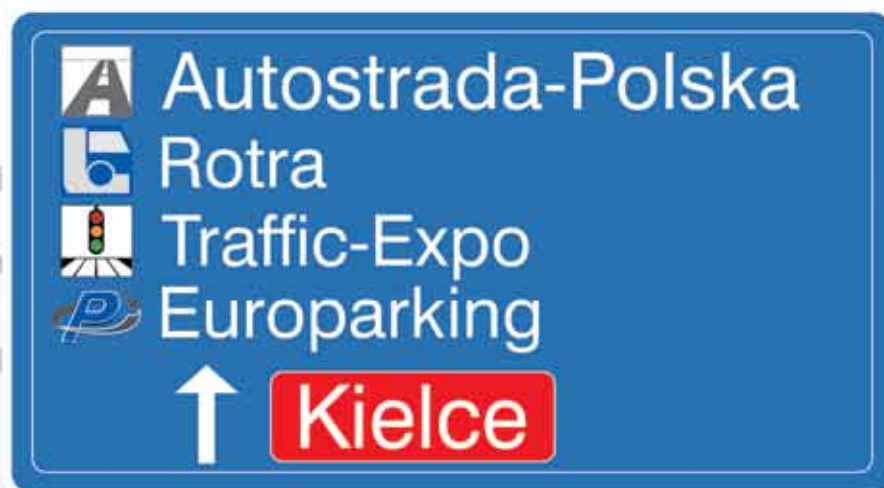 Autostrada-Polska
Rotra
Traffic-Expo
Europarking
Kielce